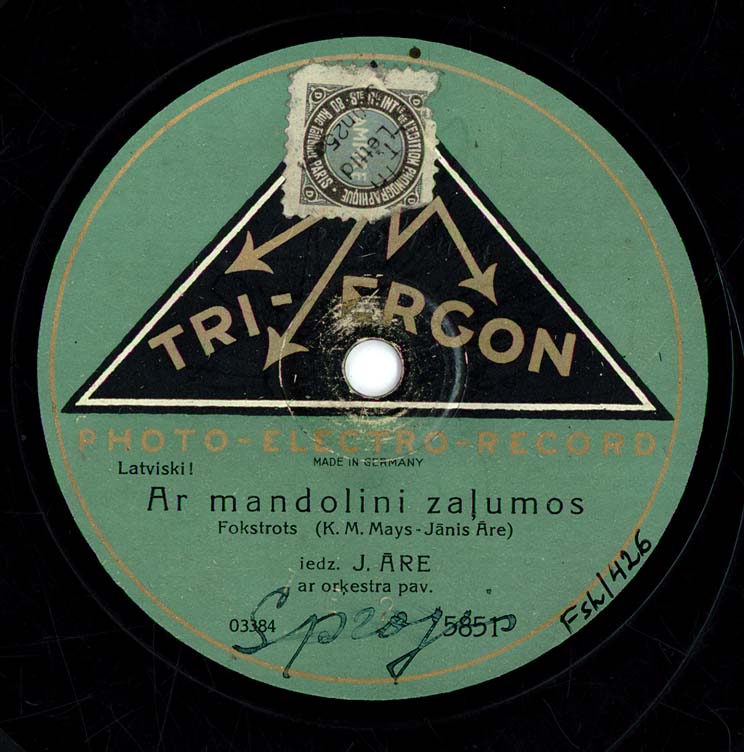 TRI-ERGON
PHOTO-ELECTRO-RECORD
MADE IN GERMANY
Latviski!
Ar mandolini zaļumos
Fokstrots (K. M. Mays - Jānis Āre)
iedz. J. ĀRE
ar orķestra pav.
03384
5851
Fsk/426